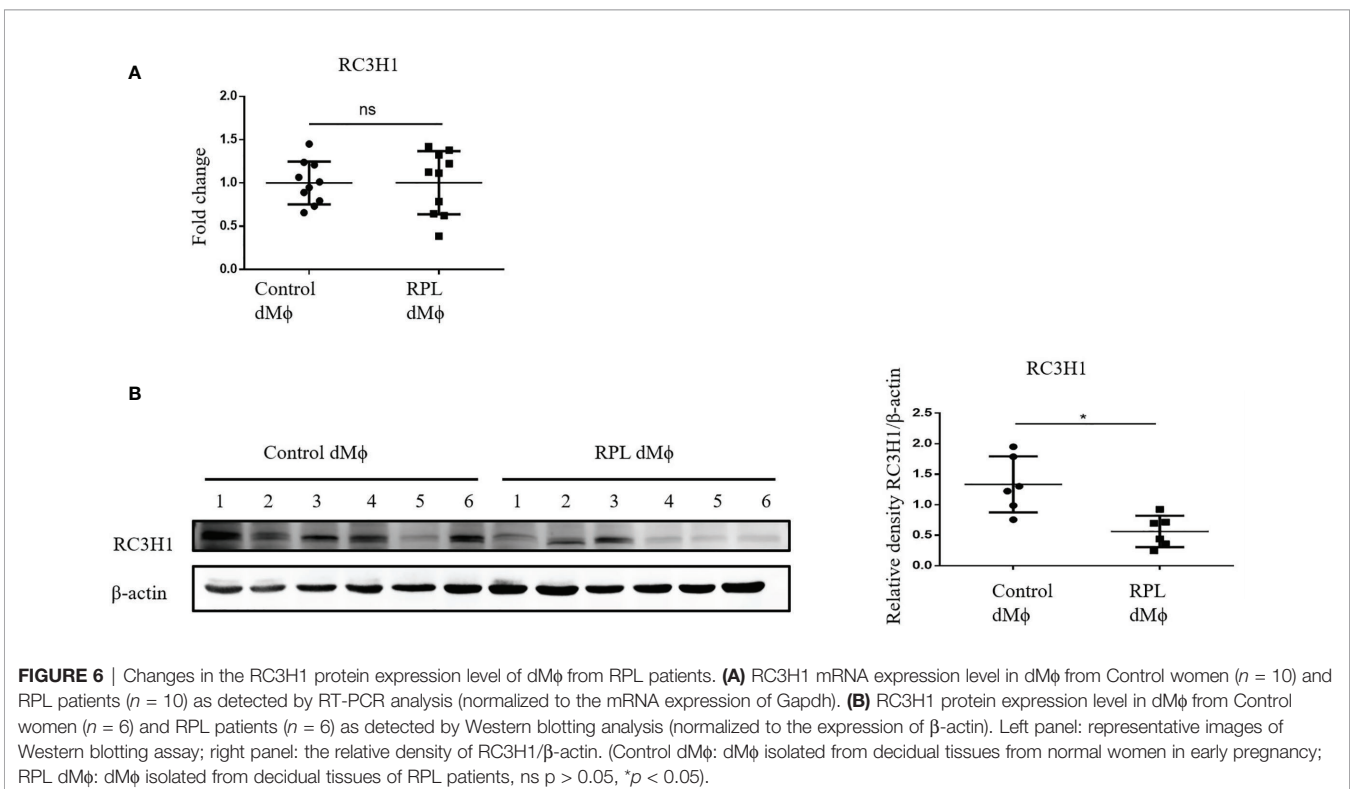 A
RC3H1
2.0
ns
1.5
1.0
0.5
0.0
Fold change
Control RPL
dMϕ dMϕ
B
Control dMϕ RPL dMϕ
1 2 3 4 5 6 1 2 3 4 5 6
RC3H1
β-actin
RC3H1
Relative density RC3H1/β-actin
2.5
*
2.0
1.5
1.0
0.5
0.0
Control RPL
dMϕ dMϕ
FIGURE 6 | Changes in the RC3H1 protein expression level of dMϕ from RPL patients. (A) RC3H1 mRNA expression level in dMϕ from Control women (n = 10) and
RPL patients (n = 10) as detected by RT-PCR analysis (normalized to the mRNA expression of Gapdh). (B) RC3H1 protein expression level in dMϕ from Control
women (n = 6) and RPL patients (n = 6) as detected by Western blotting analysis (normalized to the expression of β-actin). Left panel: representative images of
Western blotting assay; right panel: the relative density of RC3H1/β-actin. (Control dMϕ: dMϕ isolated from decidual tissues from normal women in early pregnancy;
RPL dMϕ: dMϕ isolated from decidual tissues of RPL patients, ns p > 0.05, *p < 0.05).